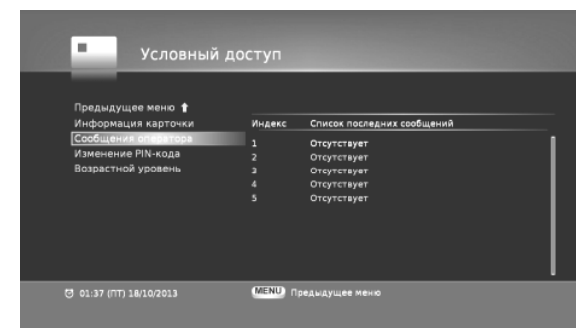 Условный доступ
Предыдущее меню ⬆
Информация карточки
Сообщения оператора
Изменение PIN-кода
Возрастной уровень
Индекс Список последних сообщений
1 Отсутствует
2 Отсутствует
3 Отсутствует
4 Отсутствует
5 Отсутствует
01:37 (ПТ) 18/10/2013
MENU Предыдущее меню